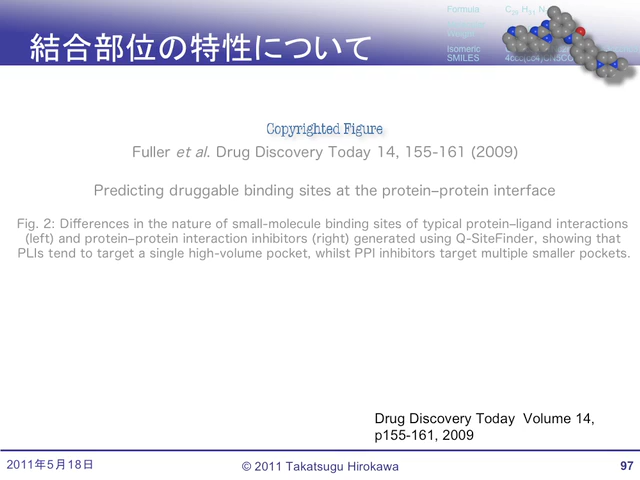 Formula C29 H31 N
Weight
結合部位の特性について
Isomeric
SMILES
Copyrighted Figure
Fuller et al. Drug Discovery Today 14, 155-161 (2009)
Predicting druggable binding sites at the protein–protein interface
Fig. 2: Differences in the nature of small-molecule binding sites of typical protein–ligand interactions
(left) and protein–protein interaction inhibitors (right) generated using Q-SiteFinder, showing that
PLIs tend to target a single high-volume pocket, whilst PPI inhibitors target multiple smaller pockets.
Drug Discovery Today Volume 14,
p155-161, 2009
2011年5月18日
© 2011 Takatsugu Hirokawa
97